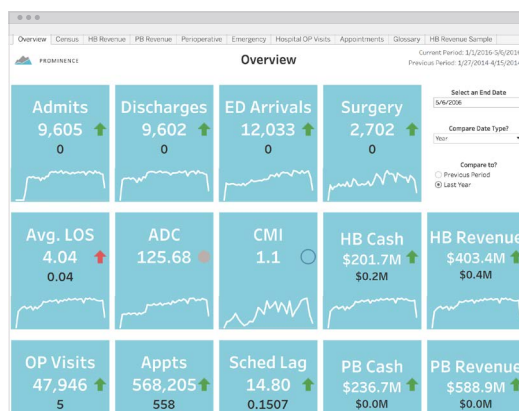 Overview Census HB Revenue PB Revenue Perioperative Emergency Hospital OP Visits Appointments Glossary HB Revenue Sample
PROMINENCE
Overview
Current Period: 1/1/2016-5/6/2016
Previous Period: 1/27/2014-4/15/2014
Admits
9,605
0
Discharges
9,602
0
ED Arrivals
12,033
0
Surgery
2,702
0
Select an End Date
5/6/2016
Compare Date Type?
Year
Compare to?
Previous Period
Last Year
Avg. LOS
4.04
0.04
ADC
125.68
CMI
1.1
HB Cash
$201.7M
$0.2M
HB Revenue
$403.4M
$0.4M
OP Visits
47,946
5
Appts
568,205
558
Sched Lag
14.80
0.1507
PB Cash
$236.7M
$0.0M
PB Revenue
$588.9M
$0.0M